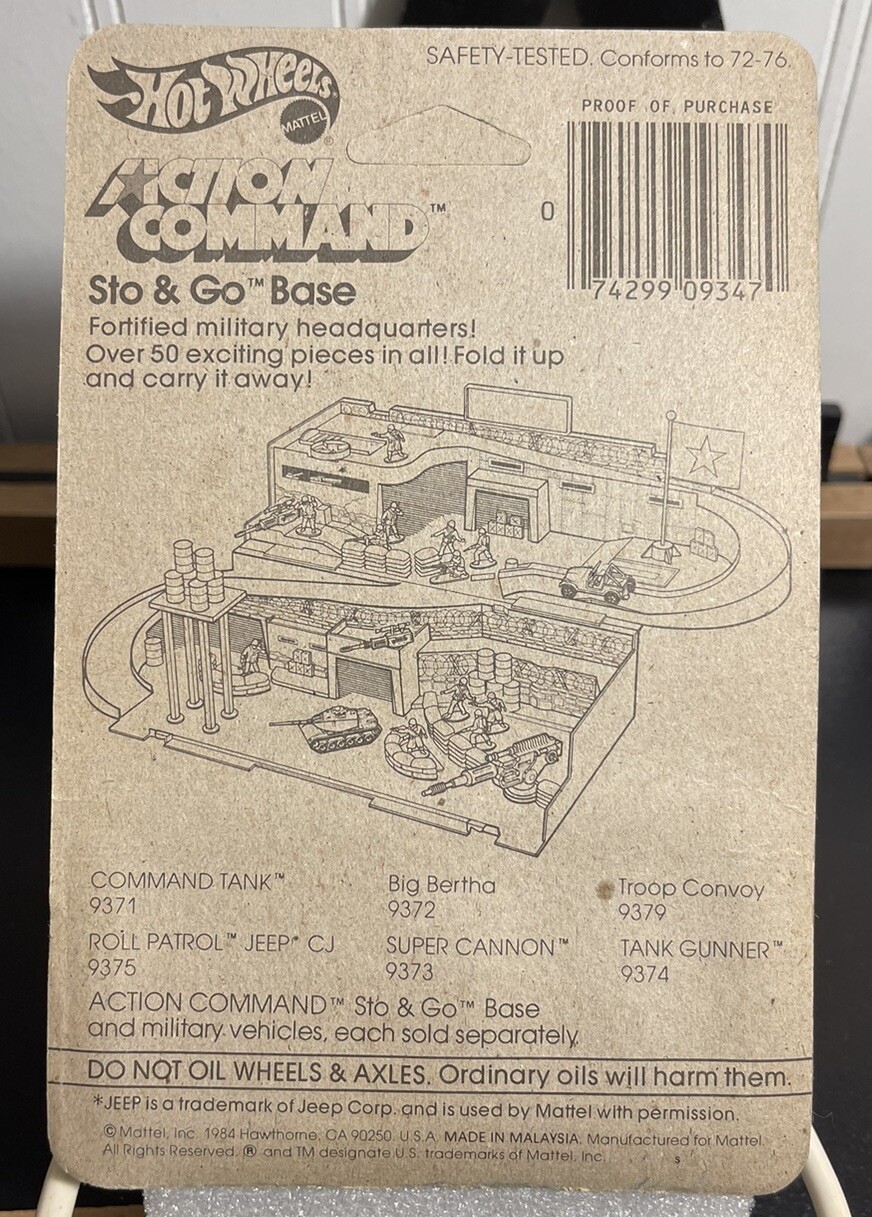 Hot Wheels®
MATTEL
SAFETY-TESTED. Conforms to 72-76.
PROOF OF PURCHASE
0
74299 09347
ACTION
COMMAND™
Sto & Go™ Base
Fortified military headquarters!
Over 50 exciting pieces in all! Fold it up
and carry it away!
COMMAND TANK™
9371
Big Bertha
9372
Troop Convoy
9379
ROLL PATROL™ JEEP* CJ
9375
SUPER CANNON™
9373
TANK GUNNER™
9374
ACTION COMMAND™ Sto & Go™ Base
and military vehicles, each sold separately.
DO NOT OIL WHEELS & AXLES. Ordinary oils will harm them.
*JEEP is a trademark of Jeep Corp. and is used by Mattel with permission.
© Mattel, Inc. 1984 Hawthorne, CA 90250 U.S.A. MADE IN MALAYSIA. Manufactured for Mattel.
All Rights Reserved. ® and TM designate U.S. trademarks of Mattel, Inc.
s